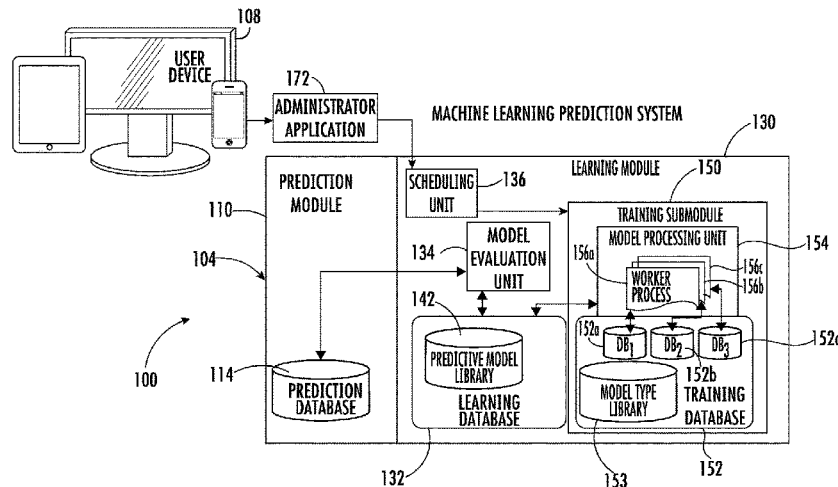 108
USER
DEVICE
172
ADMINISTRATOR
APPLICATION
MACHINE LEARNING PREDICTION SYSTEM
130
LEARNING MODULE
PREDICTION
MODULE
SCHEDULING
UNIT
136
150
110
TRAINING SUBMODULE
MODEL PROCESSING UNIT
154
134
MODEL
EVALUATION
UNIT
104
156a
156c
156b
WORKER
PROCESS
142
PREDICTIVE MODEL
LIBRARY
152a
DB1
DB2
DB3
152c
152b
100
114
PREDICTION
DATABASE
LEARNING
DATABASE
MODEL TYPE
LIBRARY
TRAINING
DATABASE
132
153
152